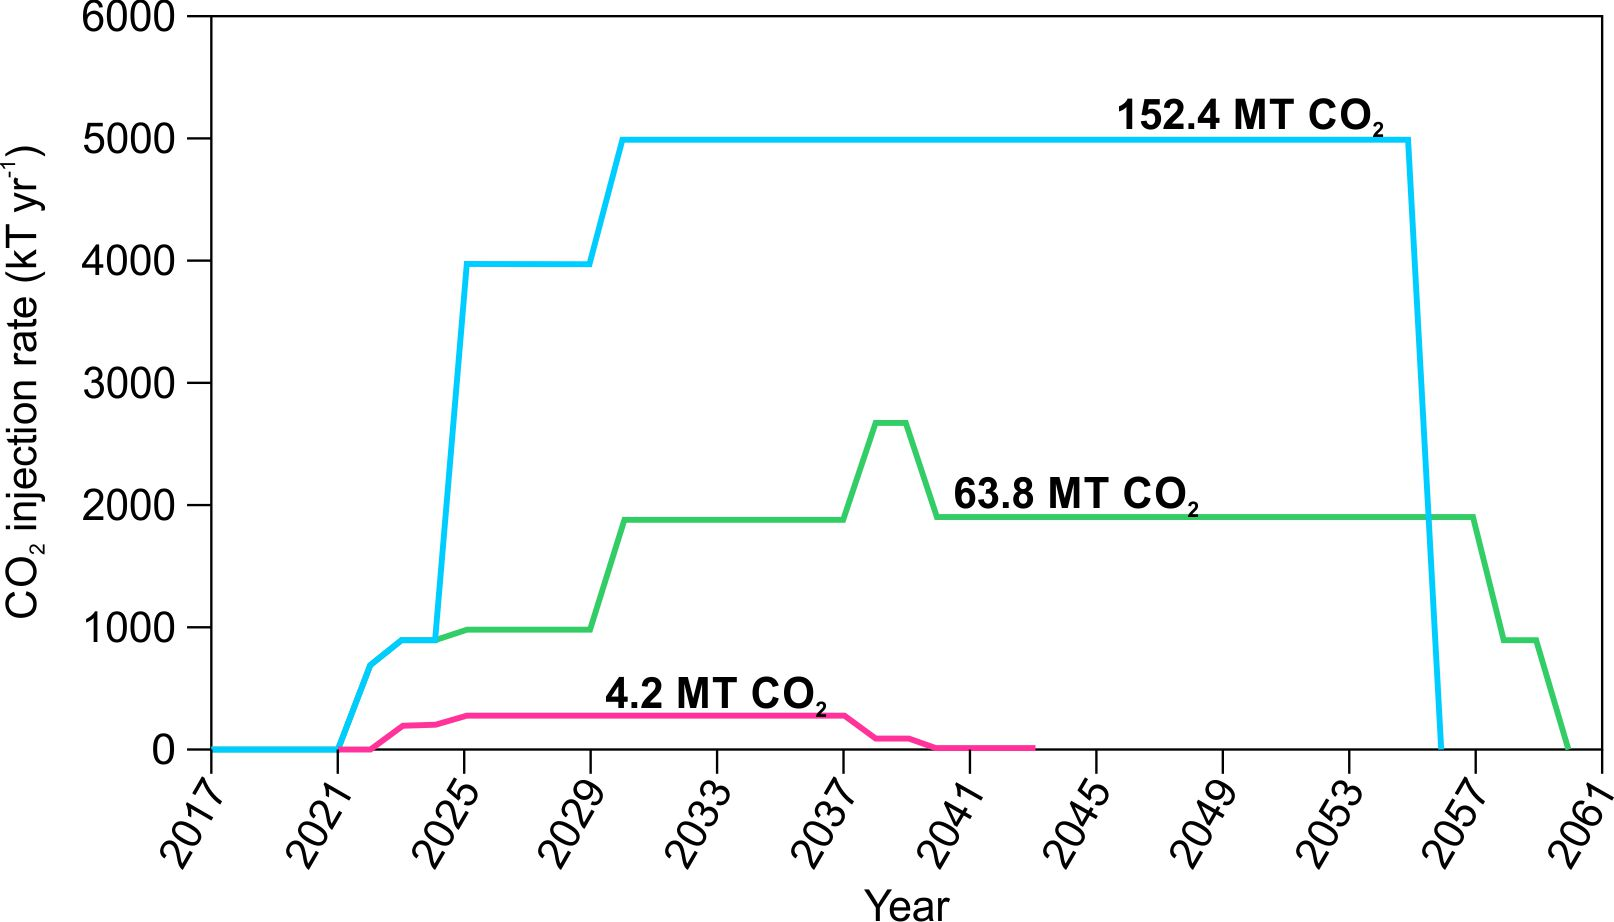 6000
5000
4000
3000
2000
1000
0
CO₂ injection rate (kT yr⁻¹)
152.4 MT CO₂
63.8 MT CO₂
4.2 MT CO₂
2017 2021 2025 2029 2033 2037 2041 2045 2049 2053 2057 2061
Year